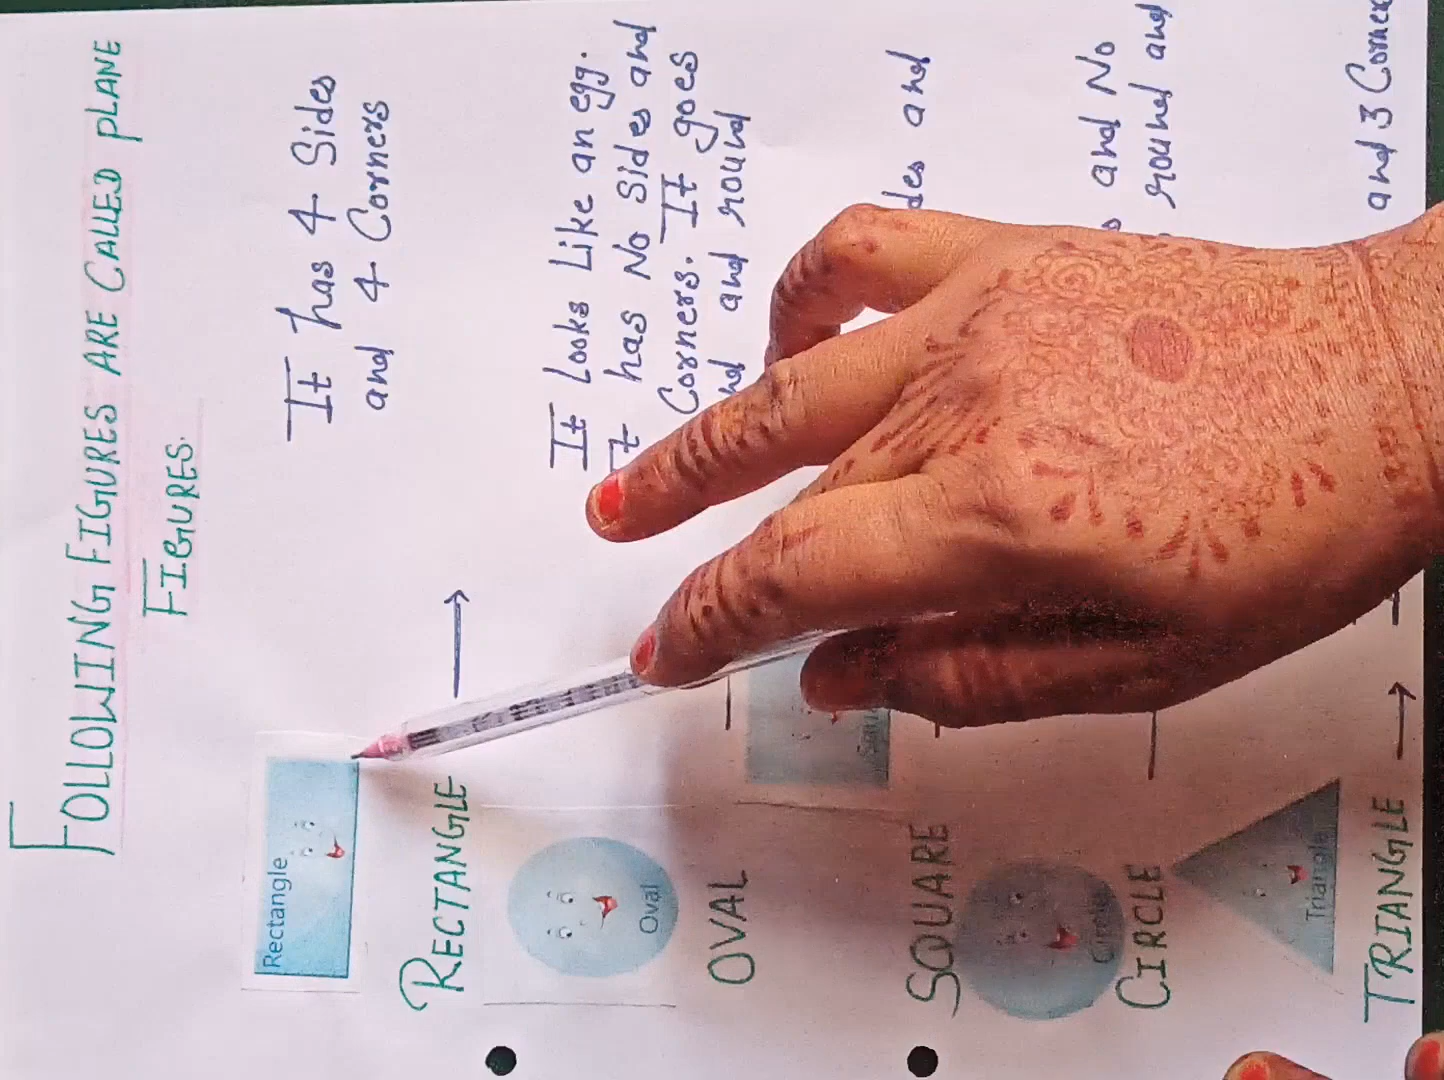 FOLLOWING FIGURES ARE CALLED PLANE
FIGURES.
Rectangle
It has 4 Sides
and 4 Corners
RECTANGLE
It Looks Like an egg.
It has No Sides and
Corners. It goes
and round
Oval
OVAL
and
SQUARE
and No
round and
Circle
CIRCLE
and 3 Corners
Triangle
TRIANGLE